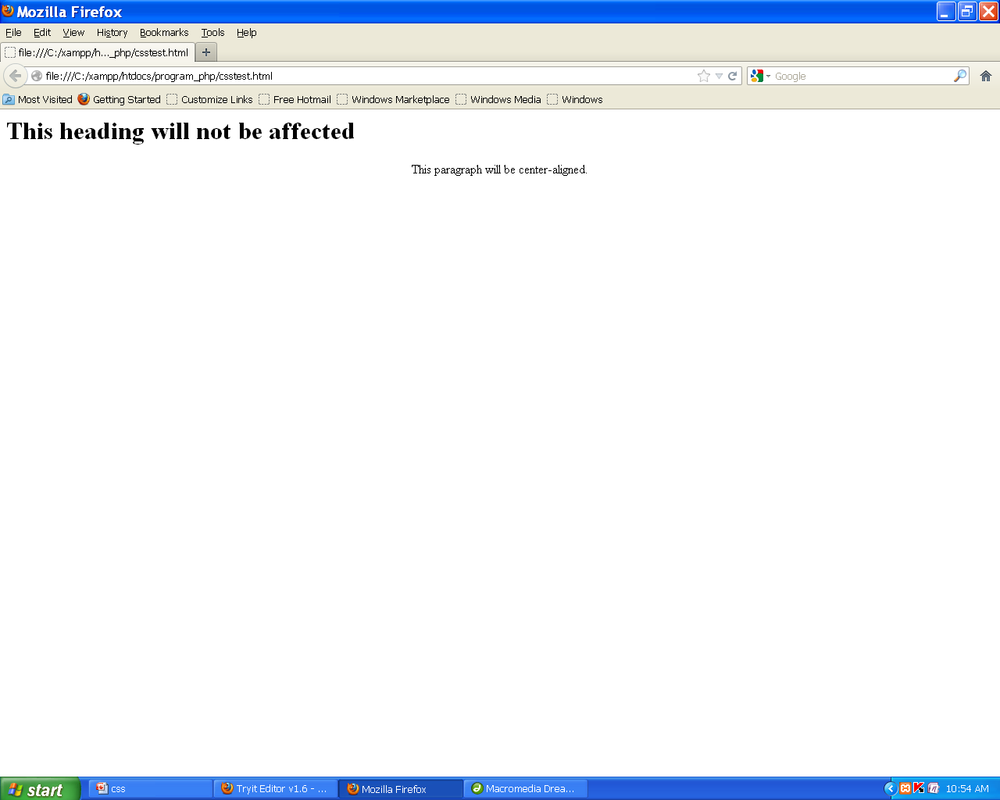 Mozilla Firefox
File Edit View History Bookmarks Tools Help
file:///C:/xampp/h..._php/csstest.html
file:///C:/xampp/htdocs/program_php/csstest.html Google
Most Visited Getting Started Customize Links Free Hotmail Windows Marketplace Windows Media Windows
This heading will not be affected
This paragraph will be center-aligned.
start css Tryit Editor v1.6 - ... Mozilla Firefox Macromedia Drea... 10:54 AM